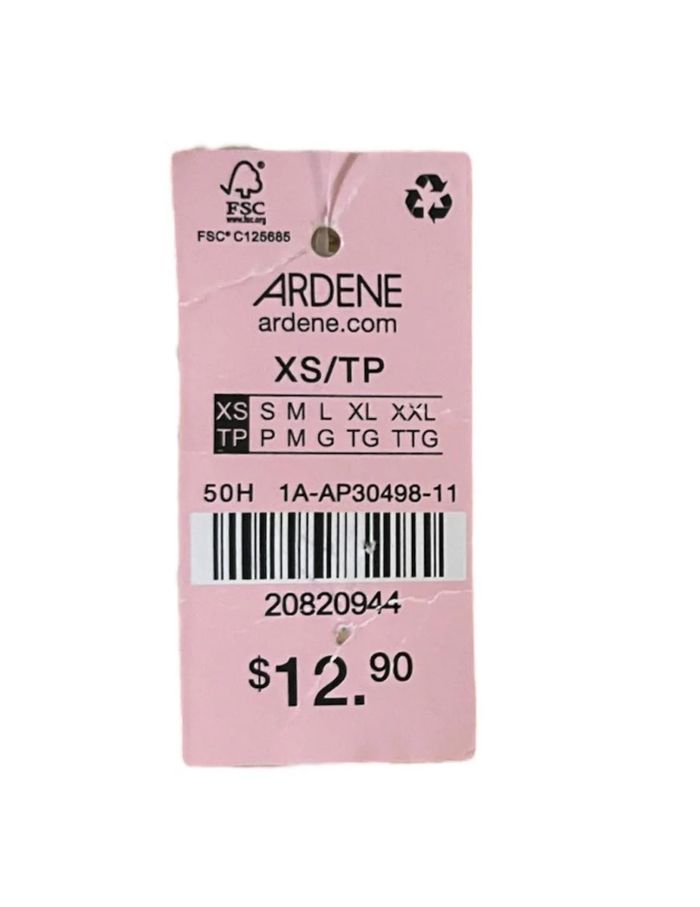 FSC®
www.fsc.org
FSC® C125685
ARDENE
ardene.com
XS/TP
XS S M L XL XXL
TP P M G TG TTG
50H 1A-AP30498-11
20820944
$12.90